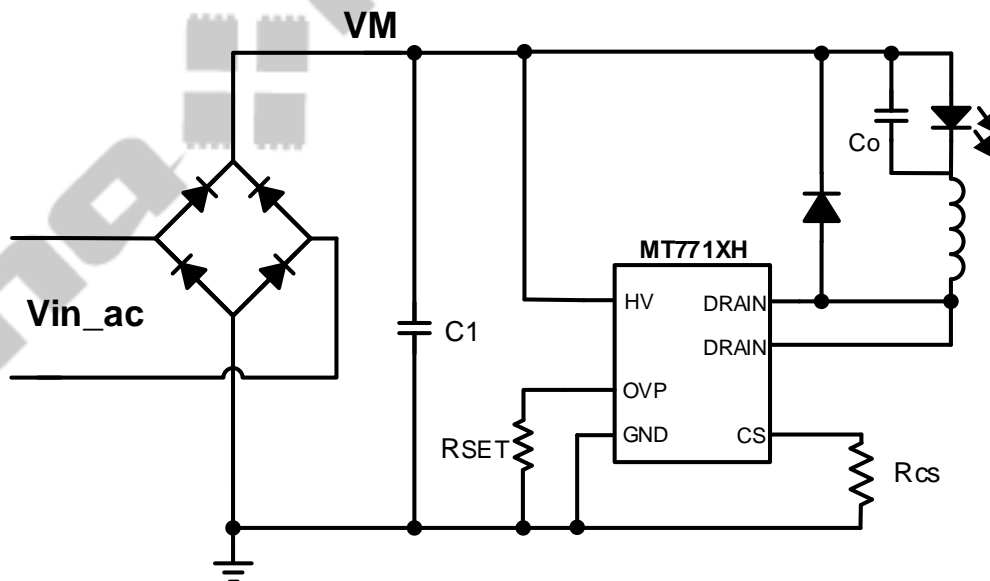 VM
Co
MT771XH
HV
DRAIN
Vin_ac
C1
DRAIN
OVP
RSET
GND
CS
Rcs